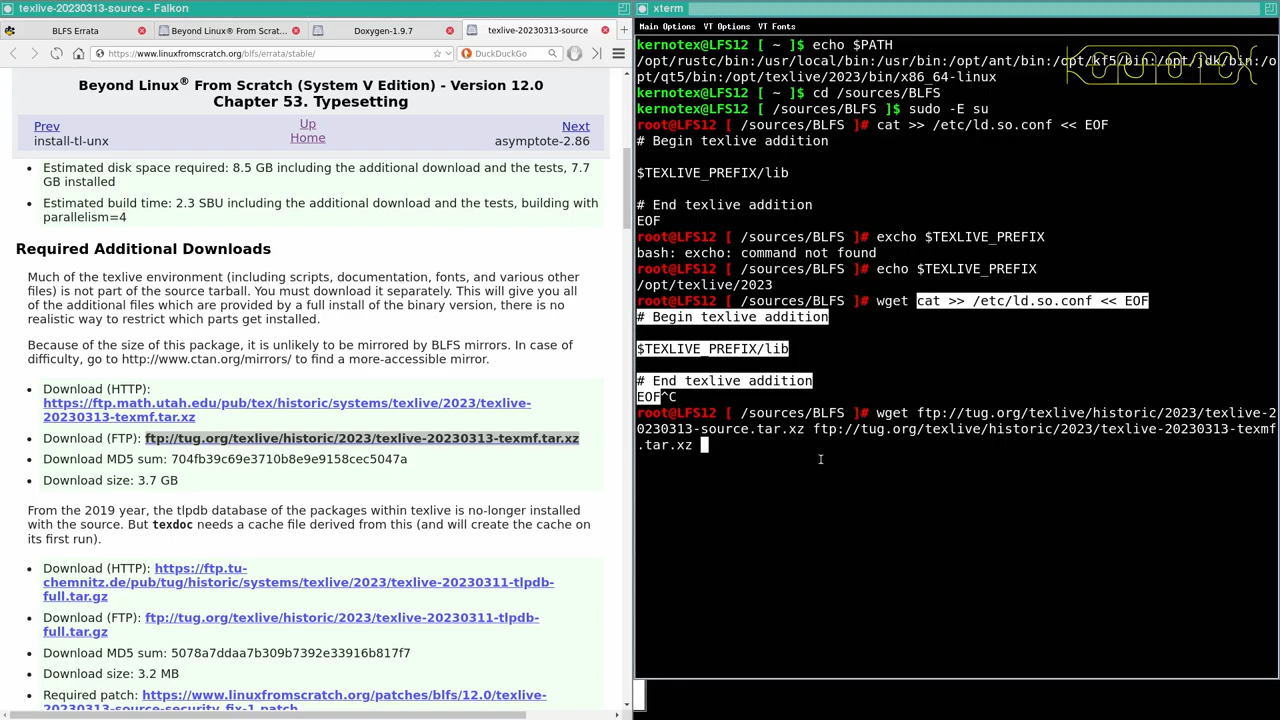 texlive-20230313-source - Falkon
BLFS Errata
Beyond Linux® From Scrat...
Doxygen-1.9.7
texlive-20230313-source
https://www.linuxfromscratch.org/blfs/errata/stable/
DuckDuckGo
Beyond Linux® From Scratch (System V Edition) - Version 12.0
Chapter 53. Typesetting
Prev
Up
Next
install-tl-unx
Home
asymptote-2.86
Estimated disk space required: 8.5 GB including the additional download and the tests, 7.7
GB installed
Estimated build time: 2.3 SBU including the additional download and the tests, building with
parallelism=4
Required Additional Downloads
Much of the texlive environment (including scripts, documentation, fonts, and various other
files) is not part of the source tarball. You must download it separately. This will give you all
of the additional files which are provided by a full install of the binary version, there is no
realistic way to restrict which parts get installed.
Because of the size of this package, it is unlikely to be mirrored by BLFS mirrors. In case of
difficulty, go to http://www.ctan.org/mirrors/ to find a more-accessible mirror.
Download (HTTP):
https://ftp.math.utah.edu/pub/tex/historic/systems/texlive/2023/texlive-
20230313-texmf.tar.xz
Download (FTP): ftp://tug.org/texlive/historic/2023/texlive-20230313-texmf.tar.xz
Download MD5 sum: 704fb39c69e3710b8e9e9158cec5047a
Download size: 3.7 GB
From the 2019 year, the tlpdb database of the packages within texlive is no-longer installed
with the source. But texdoc needs a cache file derived from this (and will create the cache on
its first run).
Download (HTTP): https://ftp.tu-
chemnitz.de/pub/tug/historic/systems/texlive/2023/texlive-20230311-tlpdb-
full.tar.gz
Download (FTP): ftp://tug.org/texlive/historic/2023/texlive-20230311-tlpdb-
full.tar.gz
Download MD5 sum: 5078a7ddaa7b309b7392e33916b817f7
Download size: 3.2 MB
Required patch: https://www.linuxfromscratch.org/patches/blfs/12.0/texlive-
20230313-source-security_fix-1.patch
xterm
Main Options VT Options VT Fonts
kernotex@LFS12 [ ~ ]$ echo $PATH
/opt/rustc/bin:/usr/local/bin:/usr/bin:/opt/ant/bin:/opt/kf5/bin:/opt/jdk/bin:/o
pt/qt5/bin:/opt/texlive/2023/bin/x86_64-linux
kernotex@LFS12 [ ~ ]$ cd /sources/BLFS
kernotex@LFS12 [ /sources/BLFS ]$ sudo -E su
root@LFS12 [ /sources/BLFS ]# cat >> /etc/ld.so.conf << EOF
# Begin texlive addition
$TEXLIVE_PREFIX/lib
# End texlive addition
EOF
root@LFS12 [ /sources/BLFS ]# excho $TEXLIVE_PREFIX
bash: excho: command not found
root@LFS12 [ /sources/BLFS ]# echo $TEXLIVE_PREFIX
/opt/texlive/2023
root@LFS12 [ /sources/BLFS ]# wget cat >> /etc/ld.so.conf << EOF
# Begin texlive addition
$TEXLIVE_PREFIX/lib
# End texlive addition
EOF^C
root@LFS12 [ /sources/BLFS ]# wget ftp://tug.org/texlive/historic/2023/texlive-2
0230313-source.tar.xz ftp://tug.org/texlive/historic/2023/texlive-20230313-texmf
.tar.xz